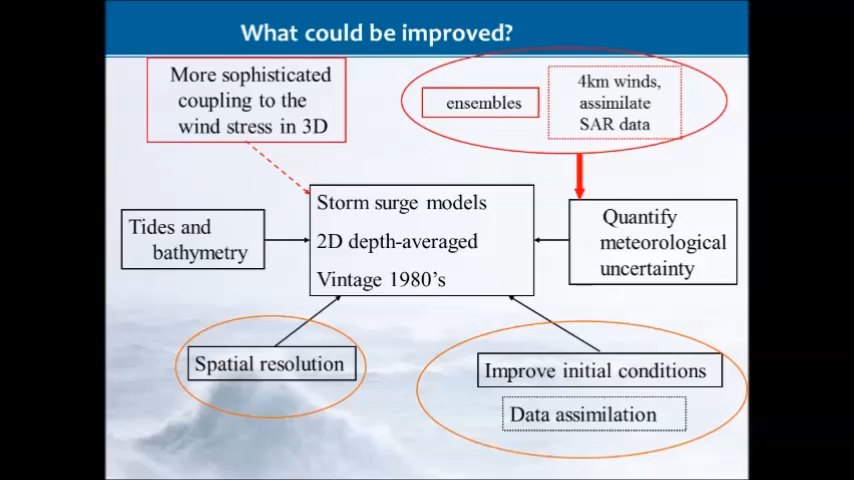 What could be improved?
More sophisticated
coupling to the
wind stress in 3D
ensembles
4km winds,
assimilate
SAR data
Storm surge models
2D depth-averaged
Vintage 1980's
Tides and
bathymetry
Quantify
meteorological
uncertainty
Spatial resolution
Improve initial conditions
Data assimilation